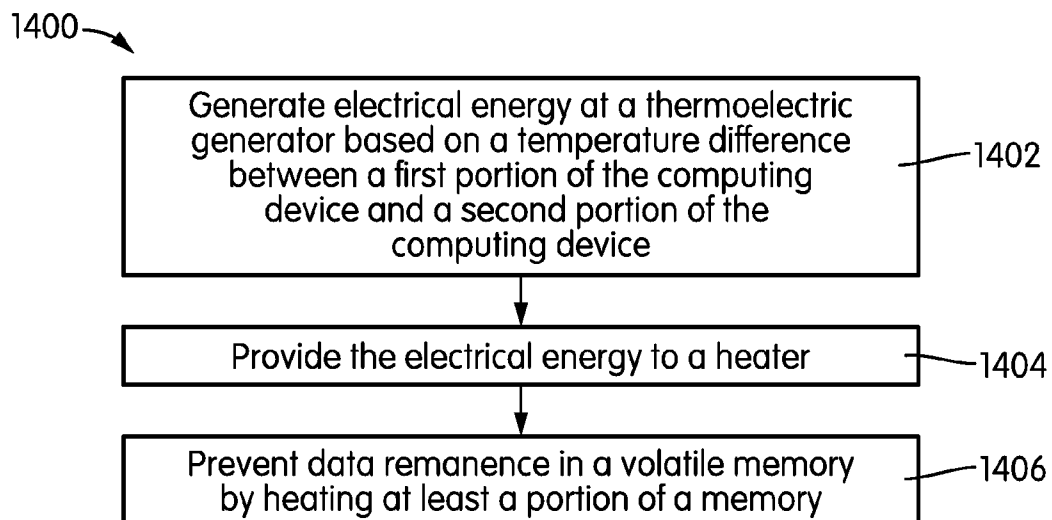 1400
Generate electrical energy at a thermoelectric
generator based on a temperature difference
between a first portion of the computing
device and a second portion of the
computing device
1402
Provide the electrical energy to a heater
1404
Prevent data remanence in a volatile memory
by heating at least a portion of a memory
1406